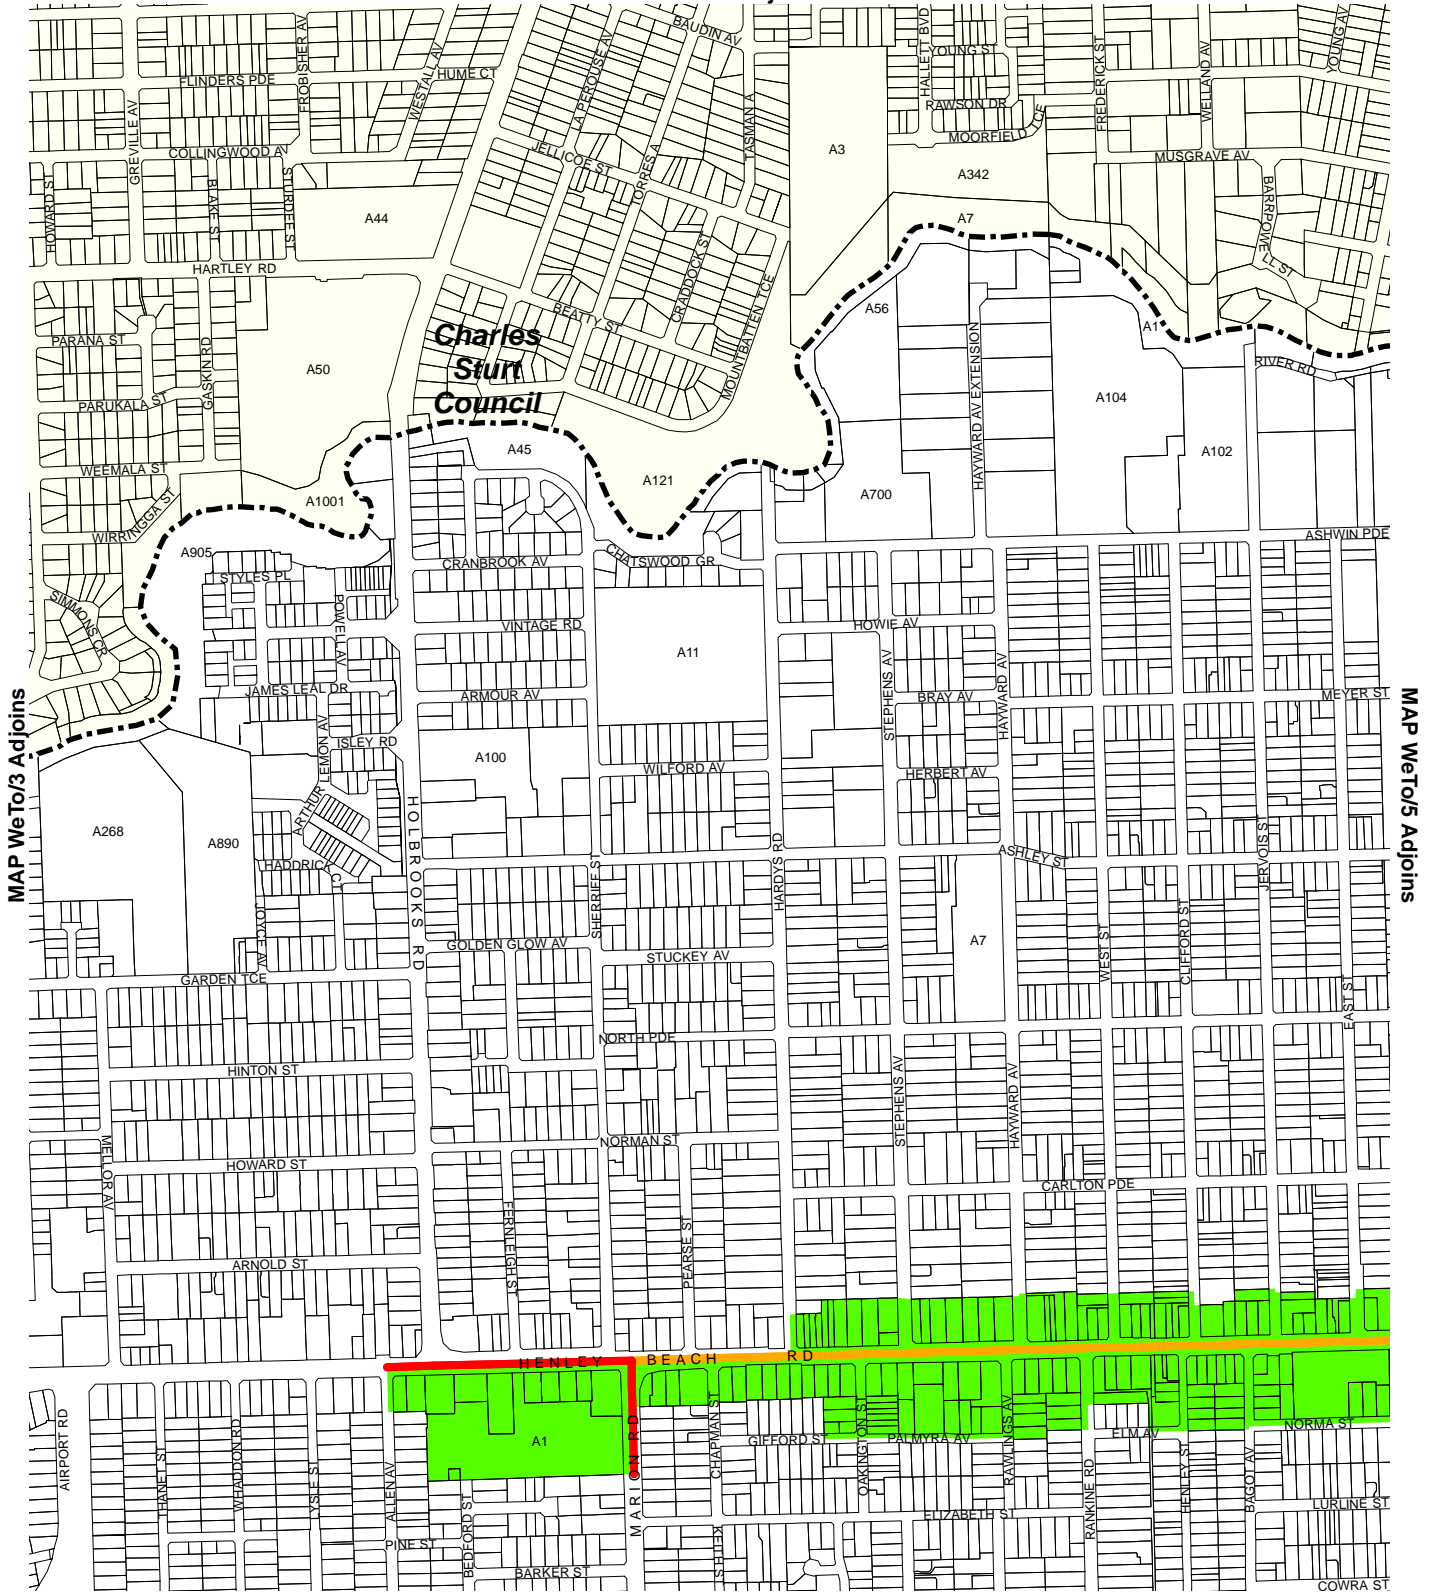 BAUDIN AV
YOUNG ST
HALLETT BVD
YOUNG AV
FLINDERS PDE
FROBISHER AV
WESTALL AV
HUME CT
LA PEROUSE AV
TASMAN A
RAWSON DR
MOORFIELD CE
FREDERICK ST
WELLAND AV
GREVILLE AV
COLLINGWOOD AV
JELLICOE ST
TORRES A
A3
A342
MUSGRAVE AV
HOWARD ST
BLAKE ST
STURDEE ST
A44
A7
BARRPOWELL ST
HARTLEY RD
CRADDOCK ST
MOUNTBATTEN TCE
BEATTY ST
A56
A1
PARANA ST
GASKIN RD
A50
Charles
Sturt
Council
HAYWARD AV EXTENSION
RIVER RD
PARUKALA ST
A104
WEEMALA ST
A45
A102
A121
A700
A1001
WIRRINGGA ST
ASHWIN PDE
A905
CRANBROOK AV
CHATSWOOD GR
STYLES PL
SIMMONS CR
POWELL AV
VINTAGE RD
HOWIE AV
A11
STEPHENS AV
HAYWARD AV
JAMES LEAL DR
ARMOUR AV
BRAY AV
MEYER ST
MAP WeTo/3 Adjoins
MAP WeTo/5 Adjoins
ARTHUR LEMON AV
ISLEY RD
A100
WILFORD AV
HERBERT AV
A268
A890
HOLBROOKS RD
HADDRICK CT
SHERRIFF ST
HARDYS RD
ASHLEY ST
JERVOIS ST
JOYCE AV
GOLDEN GLOW AV
STUCKEY AV
A7
WEST ST
CLIFFORD ST
GARDEN TCE
EAST ST
NORTH PDE
HINTON ST
STEPHENS AV
HAYWARD AV
MELLOR AV
NORMAN ST
HOWARD ST
CARLTON PDE
FERNLEIGH ST
PEARSE ST
ARNOLD ST
HENLEY BEACH RD
AIRPORT RD
THANET ST
WHADDON RD
LYSLE ST
ALLEN AV
A1
MARION RD
CHAPMAN ST
GIFFORD ST
OAKINGTON ST
PALMYRA AV
RAWLINGS AV
ELM AV
NORMA ST
RANKINE RD
HENLEY ST
BAGOT AV
BEDFORD ST
PINE ST
BARKER ST
KEITH ST
ELIZABETH ST
LURLINE ST
COWRA ST